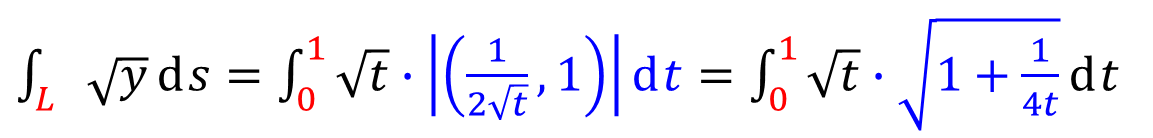 ∫_L √y ds = ∫_0^1 √t · |(1/(2√t), 1)| dt = ∫_0^1 √t · √(1 + 1/(4t)) dt